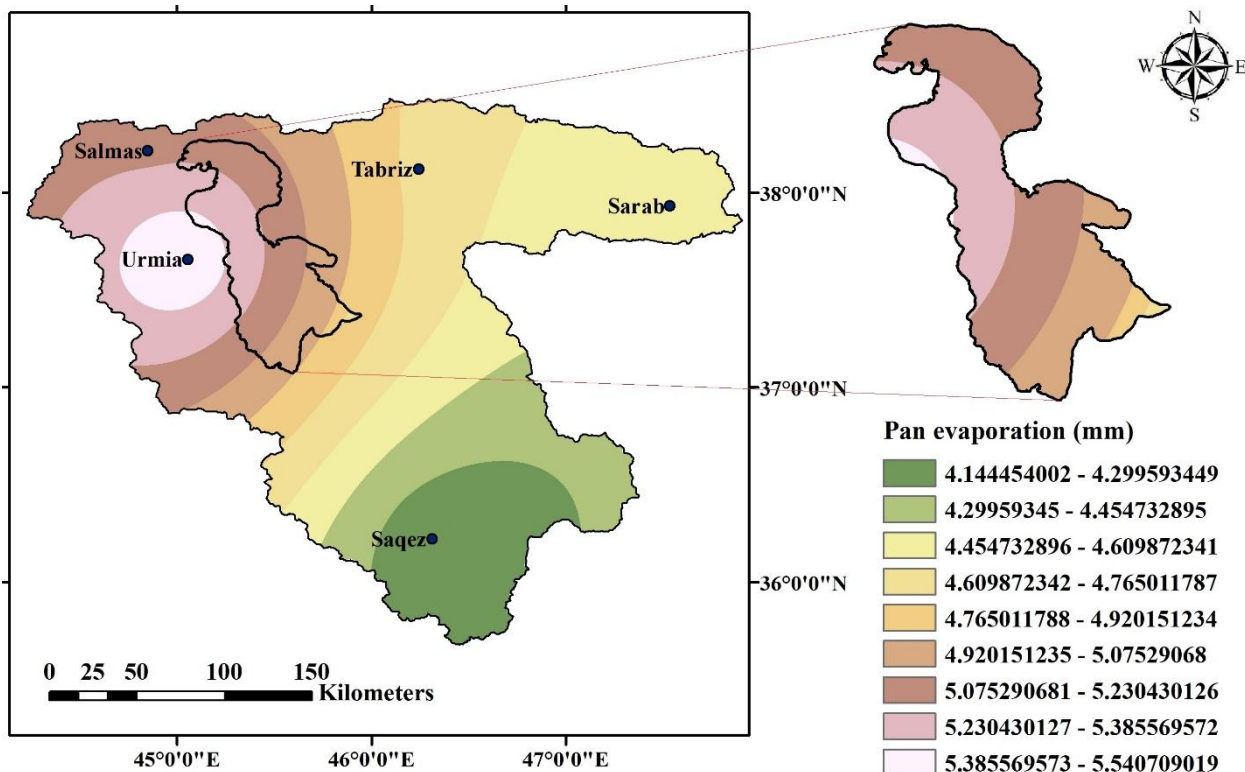 N
W E
S
Salmas
Tabriz
38°0'0"N
Sarab
Urmia
37°0'0"N
Saqez
36°0'0"N
0 25 50 100 150
Kilometers
45°0'0"E 46°0'0"E 47°0'0"E
Pan evaporation (mm)
4.144454002 - 4.299593449
4.29959345 - 4.454732895
4.454732896 - 4.609872341
4.609872342 - 4.765011787
4.765011788 - 4.920151234
4.920151235 - 5.07529068
5.075290681 - 5.230430126
5.230430127 - 5.385569572
5.385569573 - 5.540709019